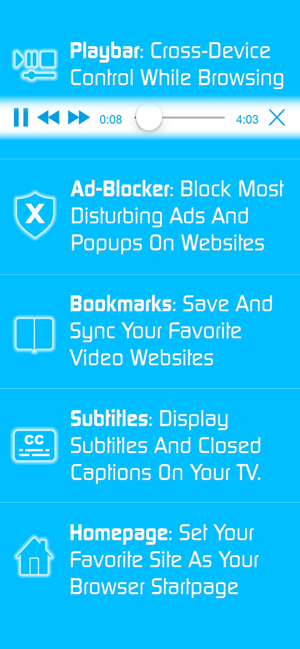 Playbar: Cross-Device
Control While Browsing
0:08 4:03
X
Ad-Blocker: Block Most
Disturbing Ads And
Popups On Websites
Bookmarks: Save And
Sync Your Favorite
Video Websites
CC
Subtitles: Display
Subtitles And Closed
Captions On Your TV.
Homepage: Set Your
Favorite Site As Your
Browser Startpage